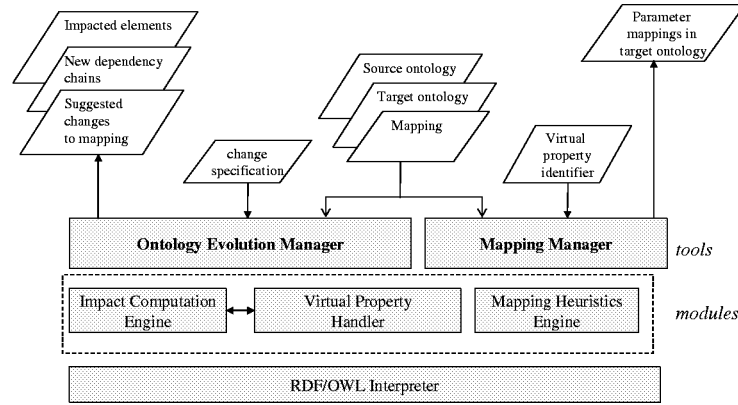 Impacted elements
New dependency
chains
Suggested
changes
to mapping
change
specification
Source ontology
Target ontology
Mapping
Virtual
property
identifier
Parameter
mappings in
target ontology
Ontology Evolution Manager
Mapping Manager
tools
Impact Computation
Engine
Virtual Property
Handler
Mapping Heuristics
Engine
modules
RDF/OWL Interpreter